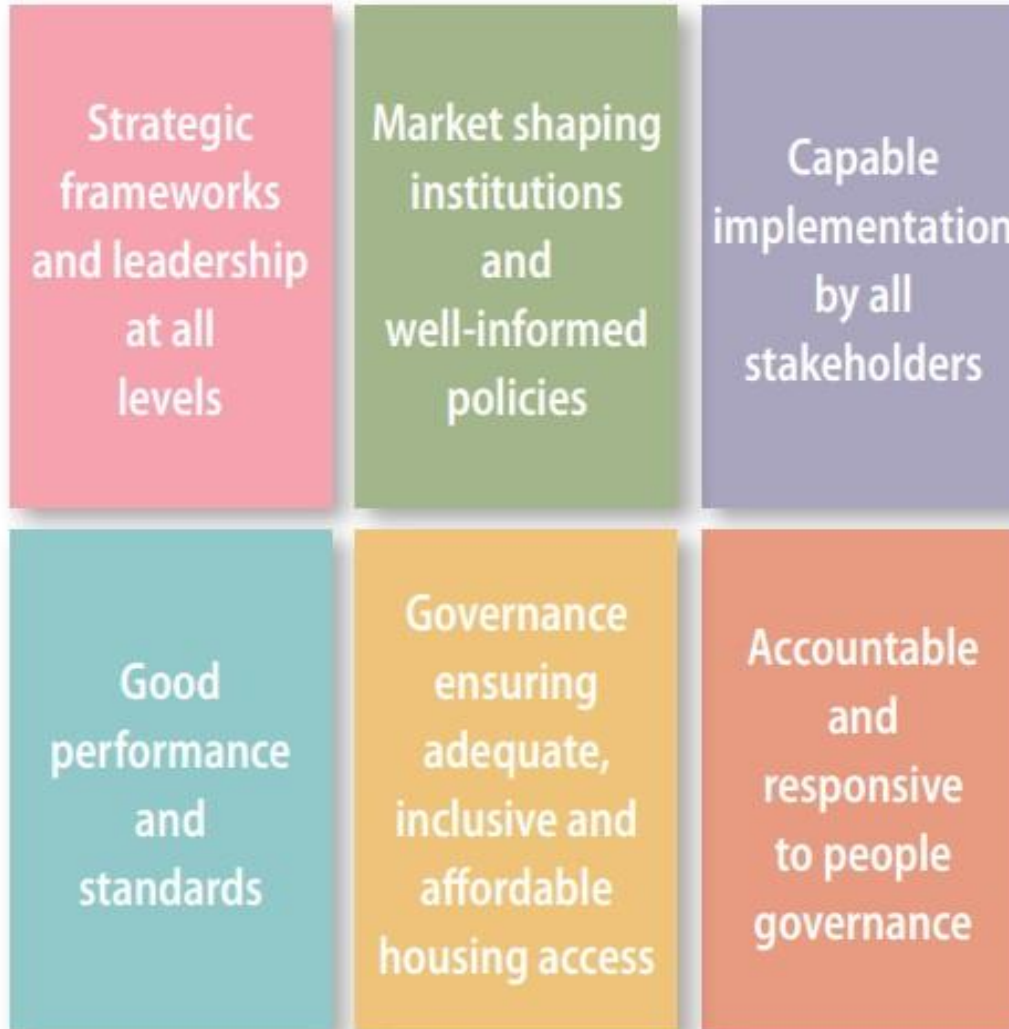 Strategic
frameworks
and leadership
at all
levels
Market shaping
institutions
and
well-informed
policies
Capable
implementation
by all
stakeholders
Good
performance
and
standards
Governance
ensuring
adequate,
inclusive and
affordable
housing access
Accountable
and
responsive
to people
governance